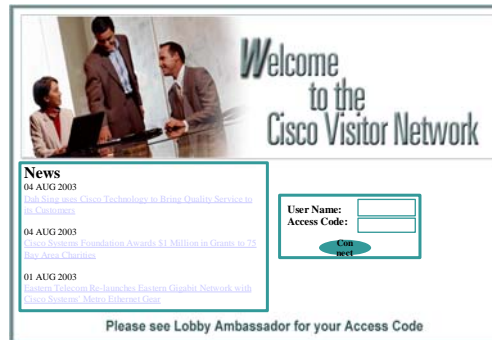 Welcome
to the
Cisco Visitor Network
News
04 AUG 2003
Dah Sing uses Cisco Technology to Bring Quality Service to
its Customers
04 AUG 2003
Cisco Systems Foundation Awards $1 Million in Grants to 75
Bay Area Charities
01 AUG 2003
Eastern Telecom Re-launches Eastern Gigabit Network with
Cisco Systems' Metro Ethernet Gear
User Name:
Access Code:
Con
nect
Please see Lobby Ambassador for your Access Code